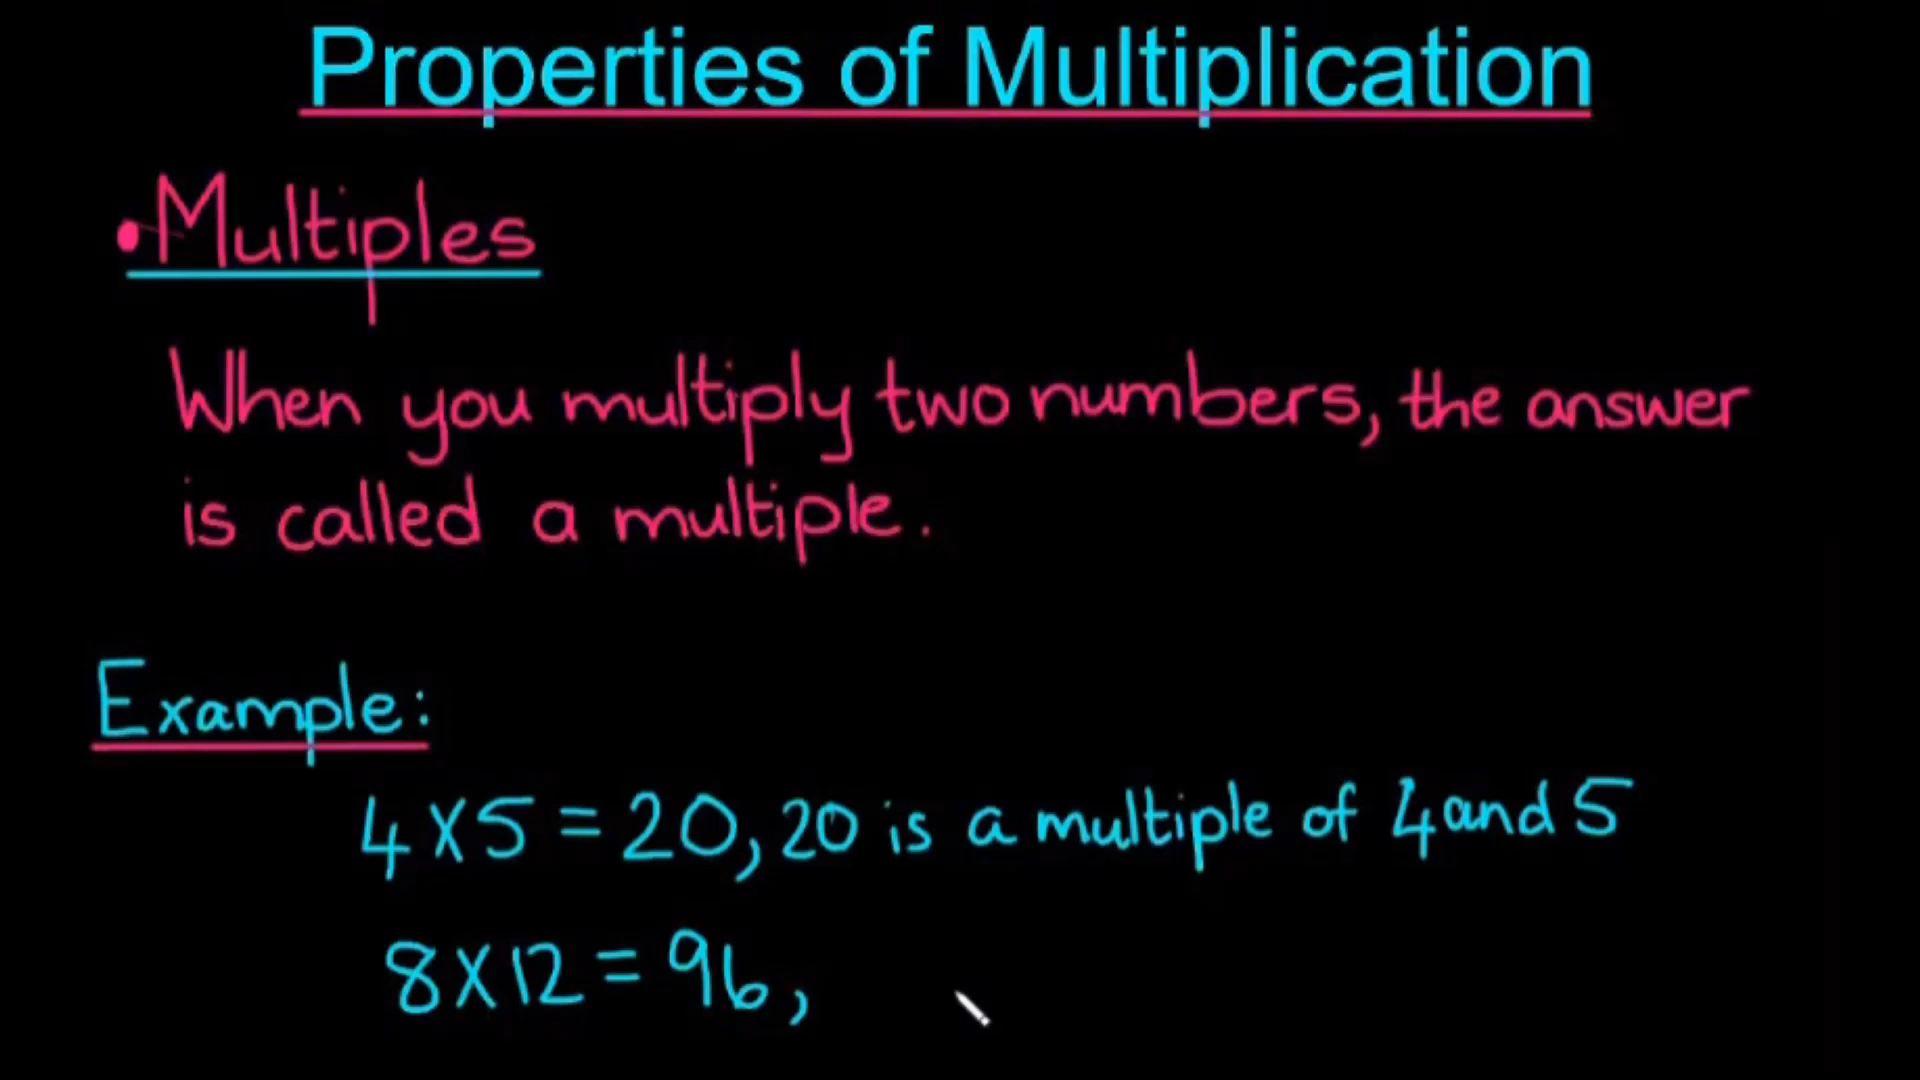 Properties of Multiplication
• Multiples
When you multiply two numbers, the answer
is called a multiple.
Example:
4 X 5 = 20, 20 is a multiple of 4 and 5
8 X 12 = 96,